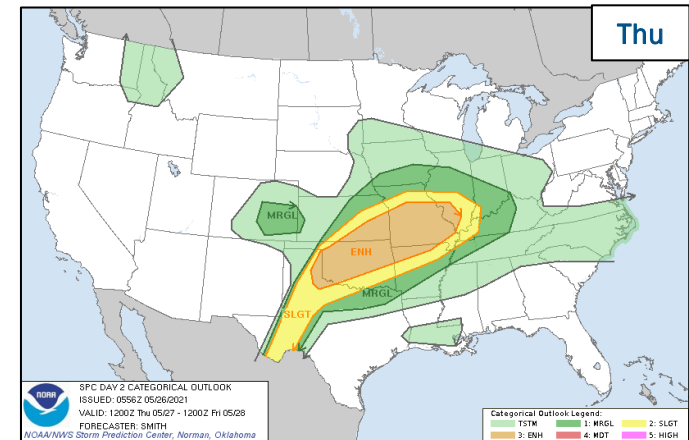 Thu
MRGL
ENH
MRGL
SLGT
NOAA
SPC DAY 2 CATEGORICAL OUTLOOK
ISSUED: 0556Z 05/26/2021
VALID: 1200Z Thu 05/27 - 1200Z Fri 05/28
FORECASTER: SMITH
NOAA/NWS Storm Prediction Center, Norman, Oklahoma
Categorical Outlook Legend:
TSTM 1: MRGL 2: SLGT
3: ENH 4: MDT 5: HIGH